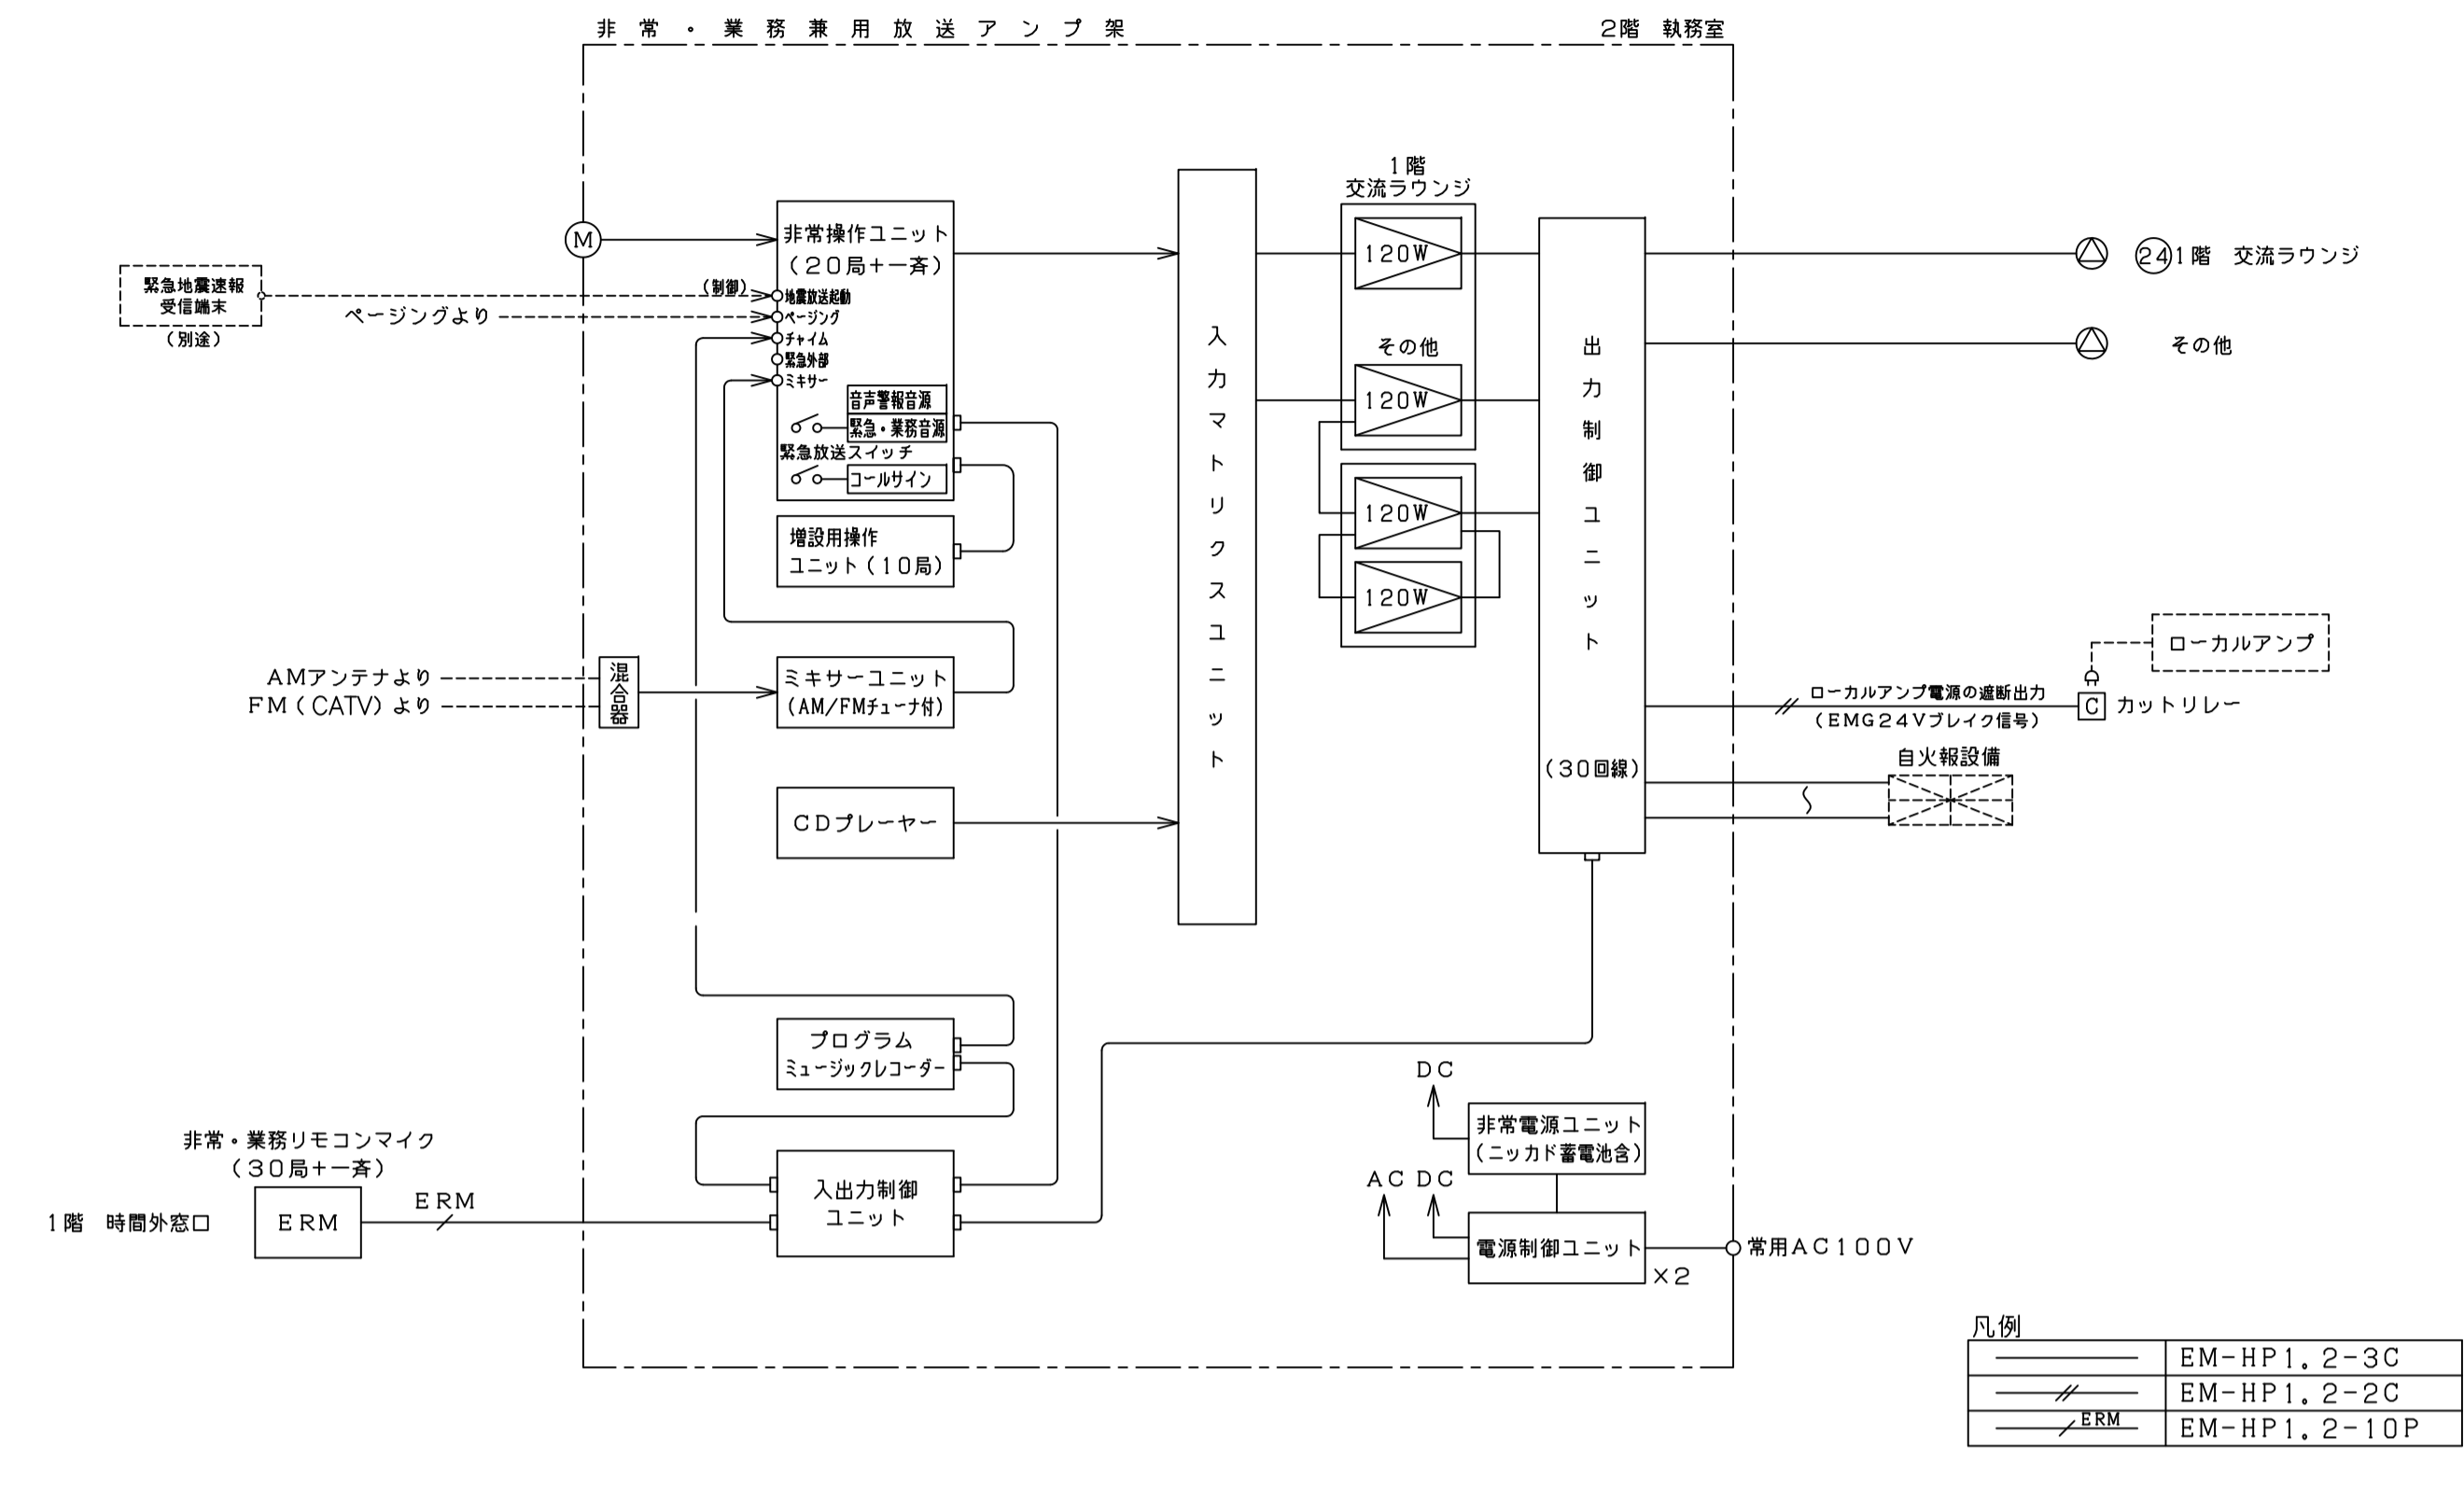 非常・業務兼用放送アンプ架
2階　執務室
M
緊急地震速報
受信端末
（別途）
（制御）
ページングより
非常操作ユニット
（２０局＋一斉）
地震放送起動
ページング
チャイム
緊急外部
ミキサー
音声警報音源
緊急・業務音源
緊急放送スイッチ
コールサイン
増設用操作
ユニット（１０局）
AMアンテナより
FM（CATV）より
混合器
ミキサーユニット
（AM/FMチューナ付）
CDプレーヤー
プログラム
ミュージックレコーダー
非常・業務リモコンマイク
（３０局＋一斉）
1階　時間外窓口
ERM
ERM
入出力制御
ユニット
入力マトリクスユニット
1階
交流ラウンジ
120W
その他
120W
120W
120W
出力制御ユニット
（３０回線）
24 1階　交流ラウンジ
その他
ローカルアンプ
ローカルアンプ電源の遮断出力
（EMG24Vブレイク信号）
C カットリレー
自火報設備
DC
非常電源ユニット
（ニッカド蓄電池含）
AC DC
電源制御ユニット
×2
常用AC100V
凡例
EM-HP1.2-3C
EM-HP1.2-2C
ERM EM-HP1.2-10P